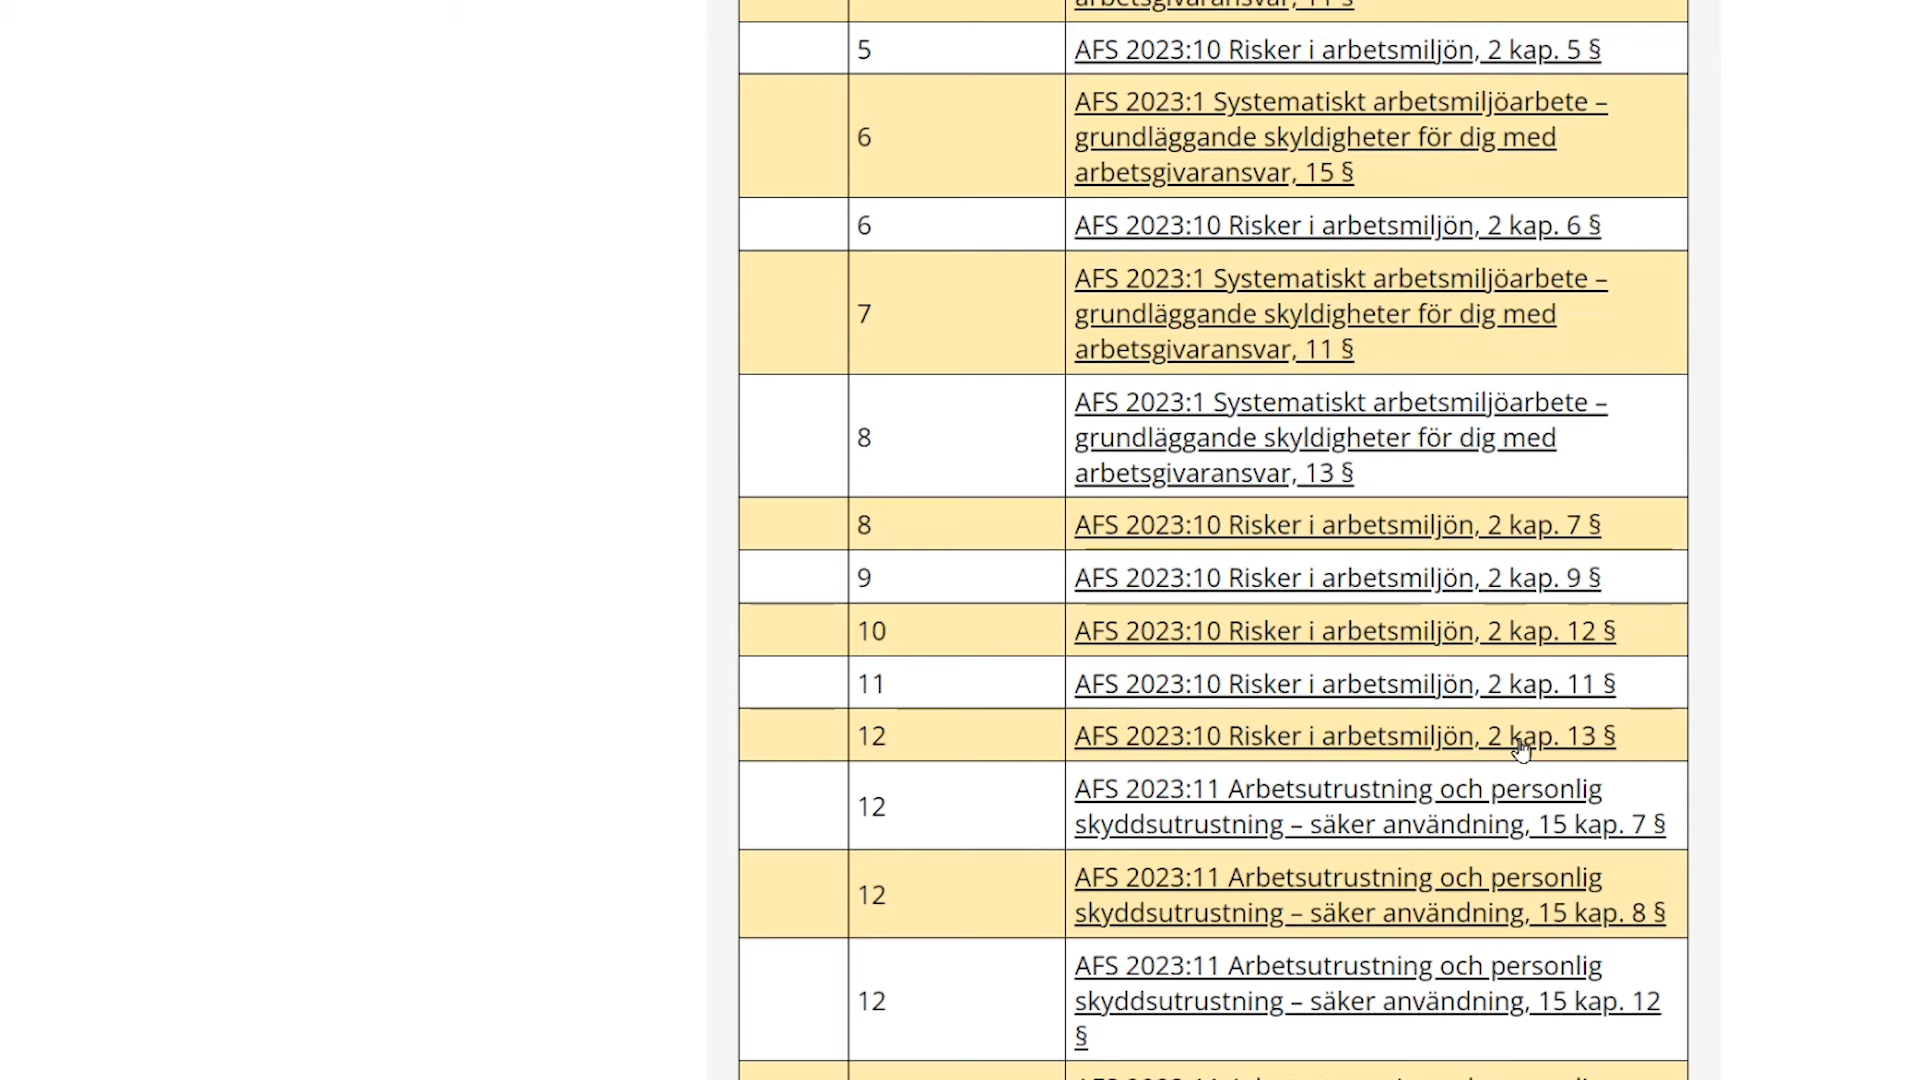 arbetsgivaransvar, 11 §
5
AFS 2023:10 Risker i arbetsmiljön, 2 kap. 5 §
6
AFS 2023:1 Systematiskt arbetsmiljöarbete –
grundläggande skyldigheter för dig med
arbetsgivaransvar, 15 §
6
AFS 2023:10 Risker i arbetsmiljön, 2 kap. 6 §
7
AFS 2023:1 Systematiskt arbetsmiljöarbete –
grundläggande skyldigheter för dig med
arbetsgivaransvar, 11 §
8
AFS 2023:1 Systematiskt arbetsmiljöarbete –
grundläggande skyldigheter för dig med
arbetsgivaransvar, 13 §
8
AFS 2023:10 Risker i arbetsmiljön, 2 kap. 7 §
9
AFS 2023:10 Risker i arbetsmiljön, 2 kap. 9 §
10
AFS 2023:10 Risker i arbetsmiljön, 2 kap. 12 §
11
AFS 2023:10 Risker i arbetsmiljön, 2 kap. 11 §
12
AFS 2023:10 Risker i arbetsmiljön, 2 kap. 13 §
12
AFS 2023:11 Arbetsutrustning och personlig
skyddsutrustning – säker användning, 15 kap. 7 §
12
AFS 2023:11 Arbetsutrustning och personlig
skyddsutrustning – säker användning, 15 kap. 8 §
12
AFS 2023:11 Arbetsutrustning och personlig
skyddsutrustning – säker användning, 15 kap. 12
§